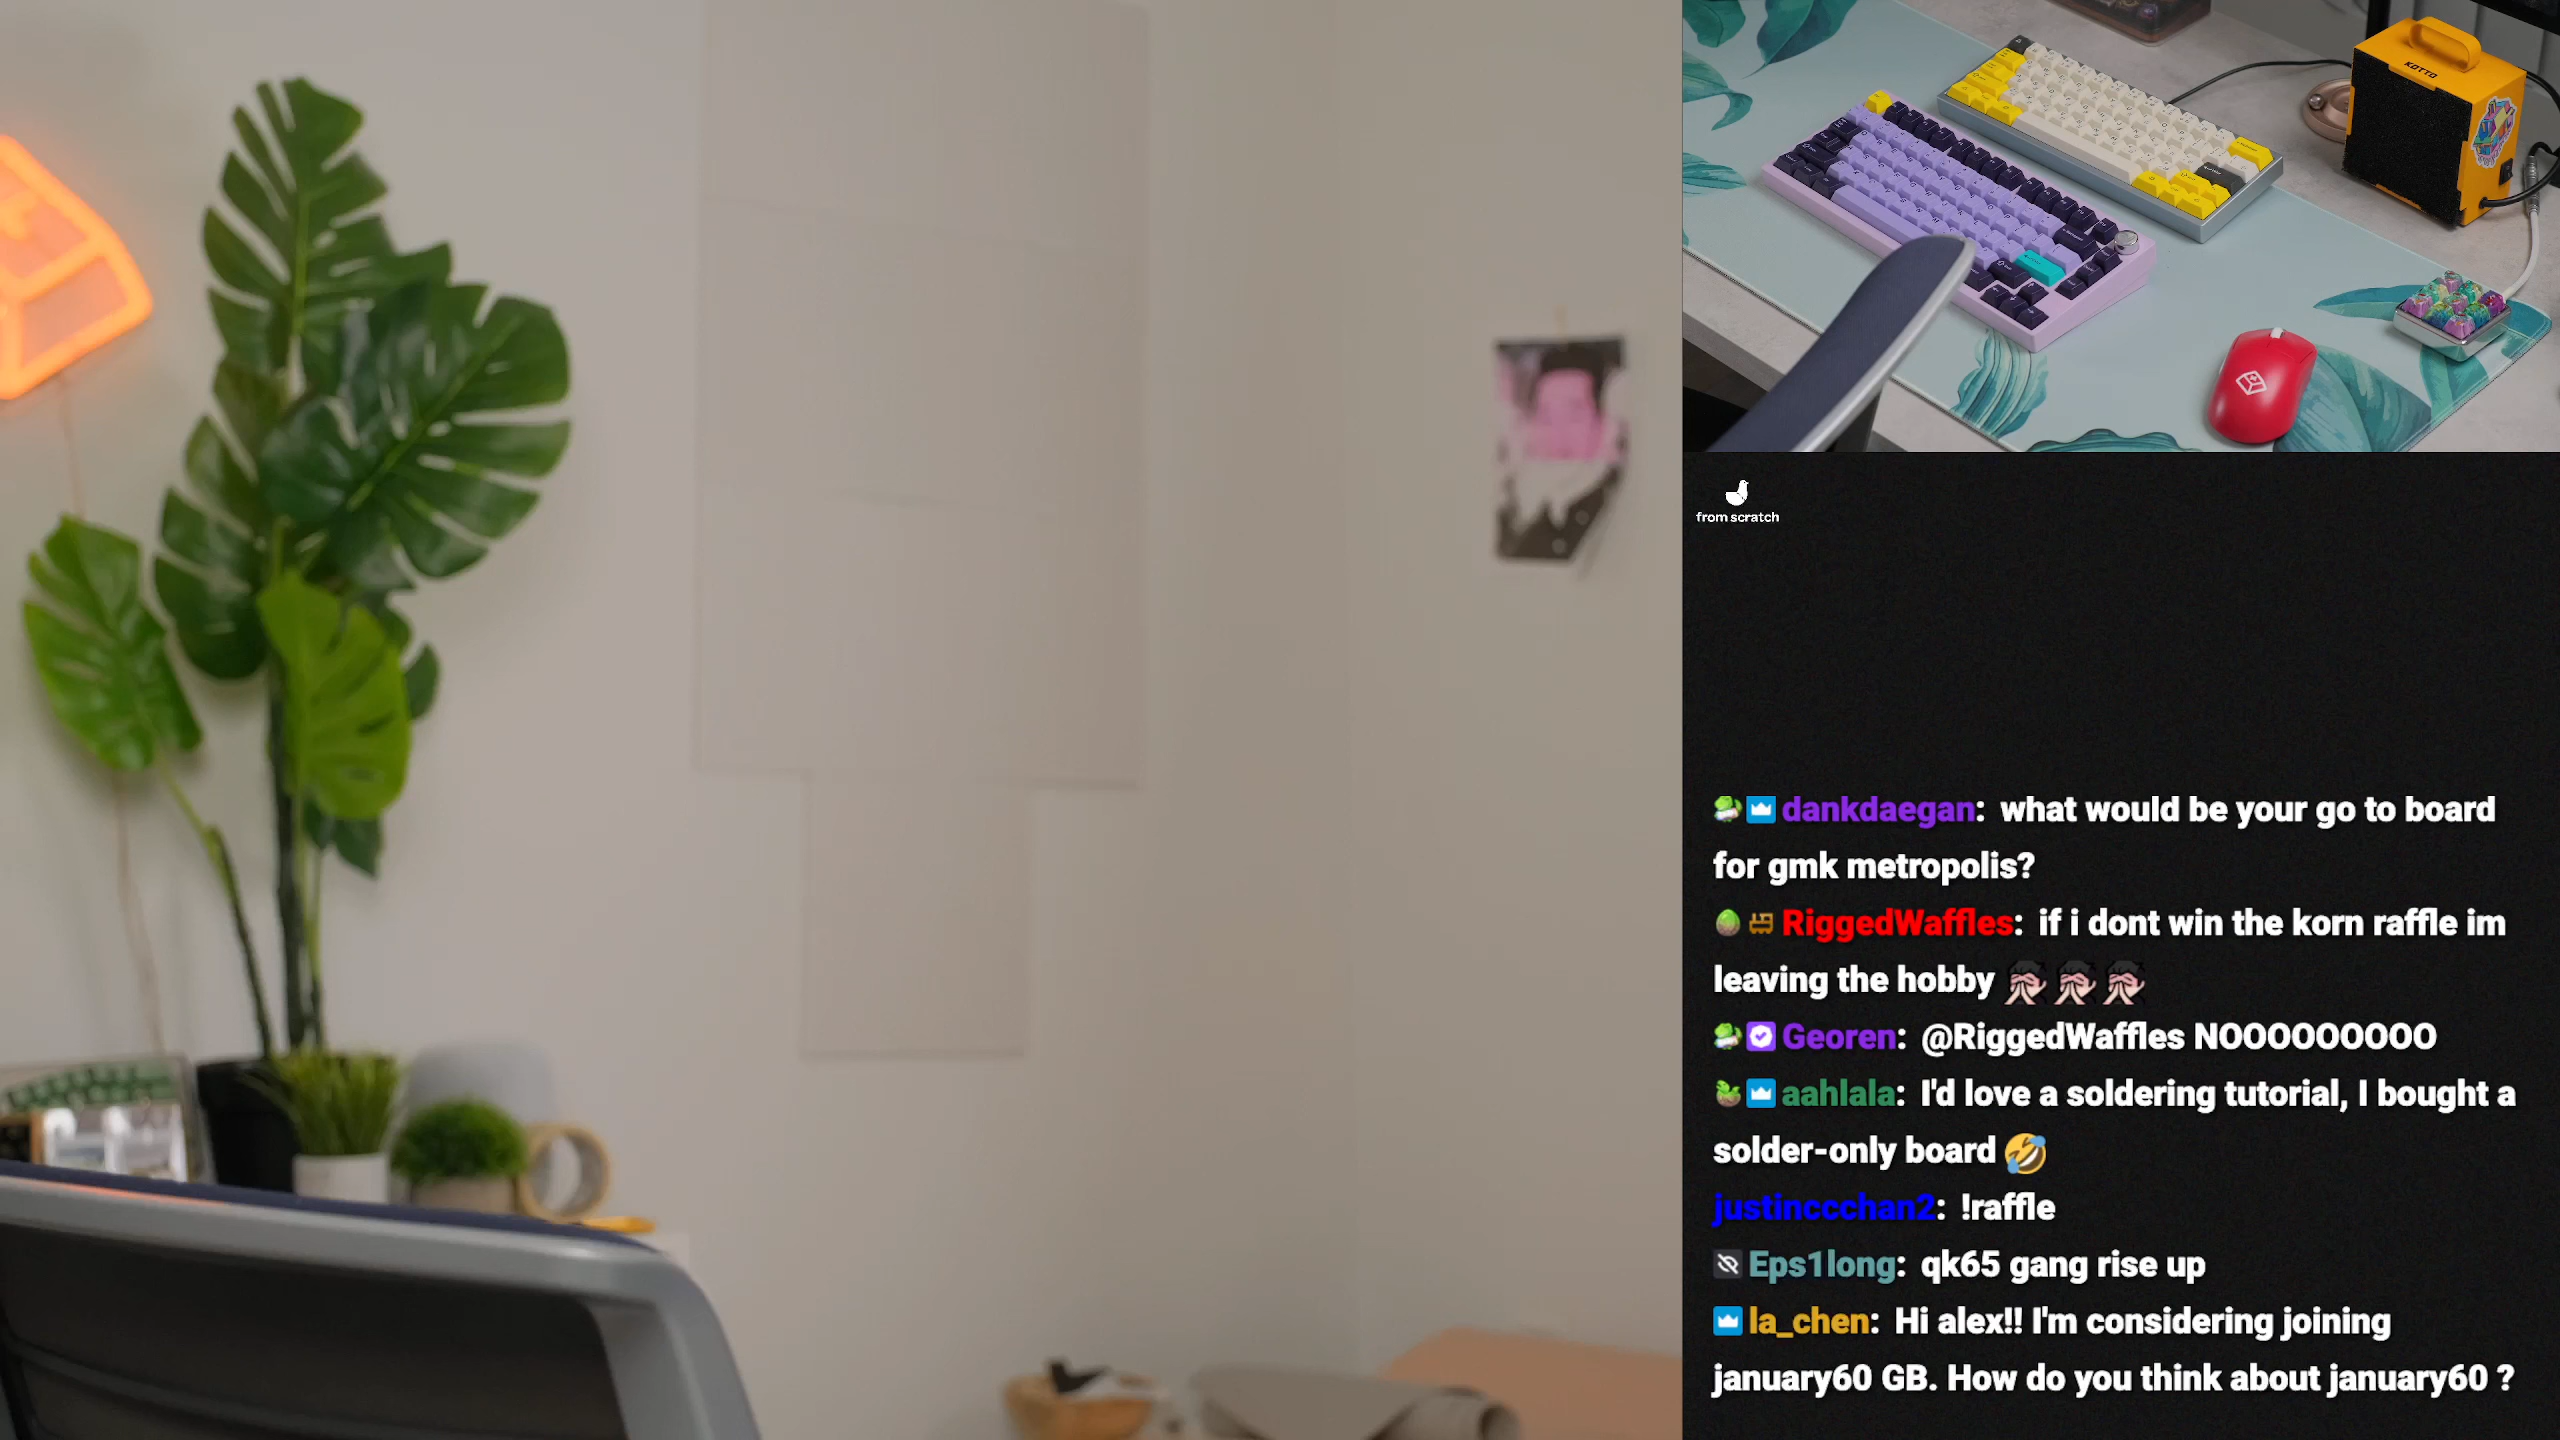 KOTTO
from scratch
dankdaegan: what would be your go to board
for gmk metropolis?
RiggedWaffles: if i dont win the korn raffle im
leaving the hobby
Georen: @RiggedWaffles NOOOOOOOOO
aahlala: I'd love a soldering tutorial, I bought a
solder-only board 🤣
justinccchan2: !raffle
Eps1long: qk65 gang rise up
la_chen: Hi alex!! I'm considering joining
january60 GB. How do you think about january60 ?